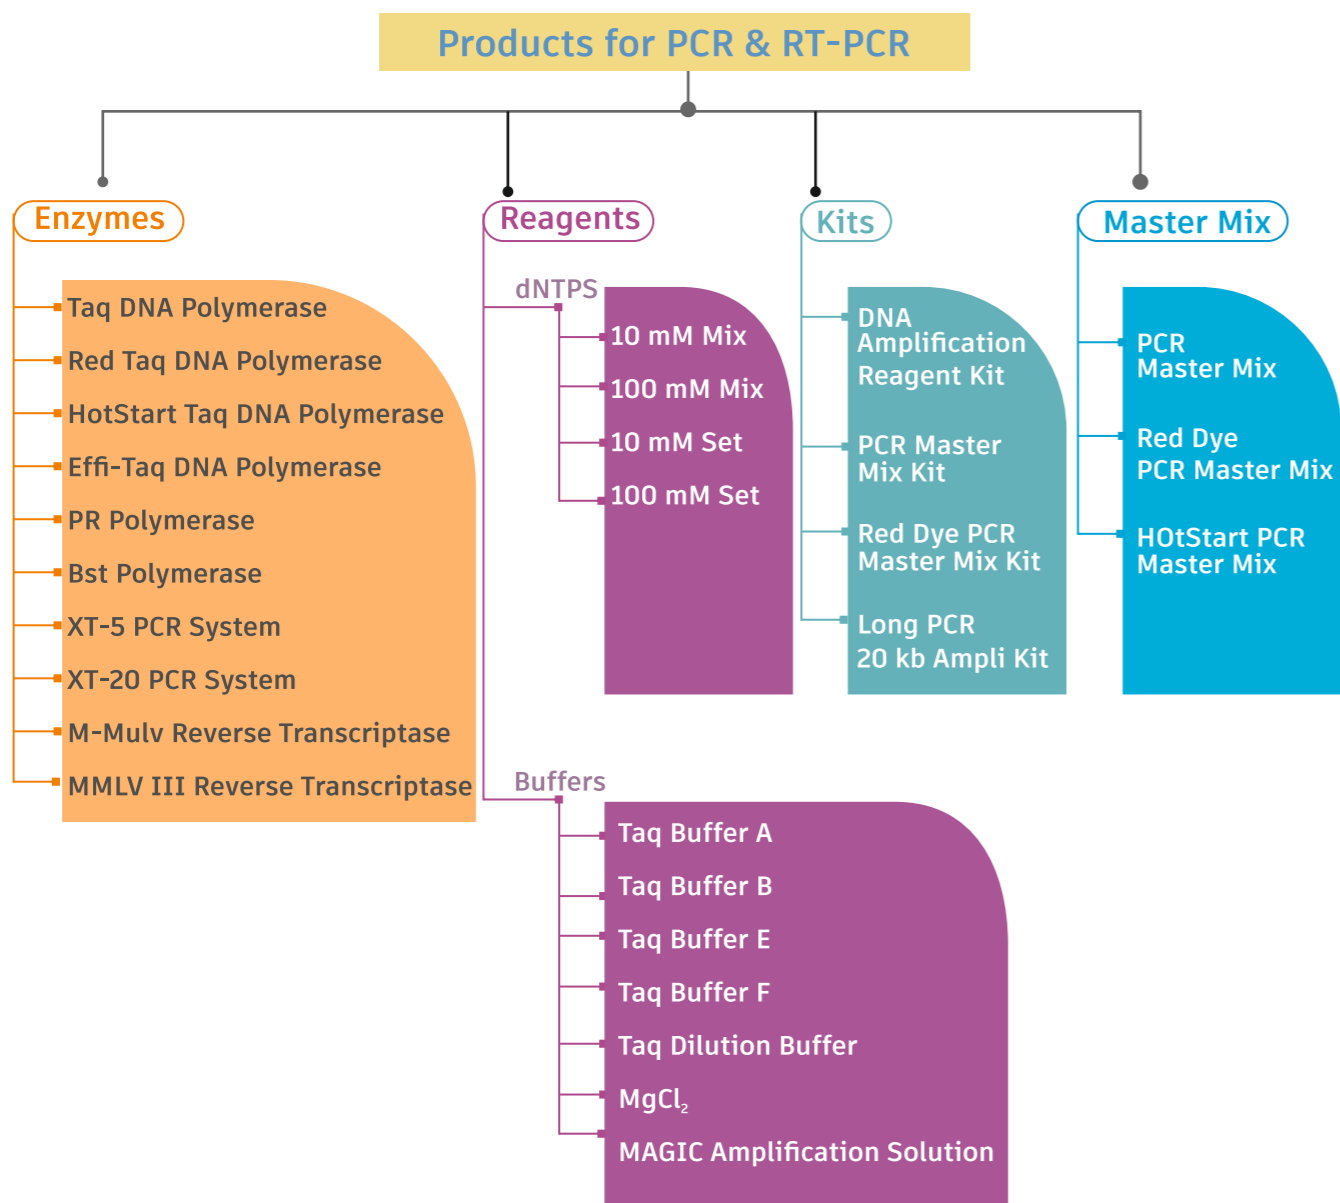 Products for PCR & RT-PCR
Enzymes
Taq DNA Polymerase
Red Taq DNA Polymerase
HotStart Taq DNA Polymerase
Effi-Taq DNA Polymerase
PR Polymerase
Bst Polymerase
XT-5 PCR System
XT-20 PCR System
M-Mulv Reverse Transcriptase
MMLV III Reverse Transcriptase
Reagents
dNTPS
10 mM Mix
100 mM Mix
10 mM Set
100 mM Set
Buffers
Taq Buffer A
Taq Buffer B
Taq Buffer E
Taq Buffer F
Taq Dilution Buffer
MgCl₂
MAGIC Amplification Solution
Kits
DNA
Amplification
Reagent Kit
PCR Master
Mix Kit
Red Dye PCR
Master Mix Kit
Long PCR
20 kb Ampli Kit
Master Mix
PCR
Master Mix
Red Dye
PCR Master Mix
HOtStart PCR
Master Mix